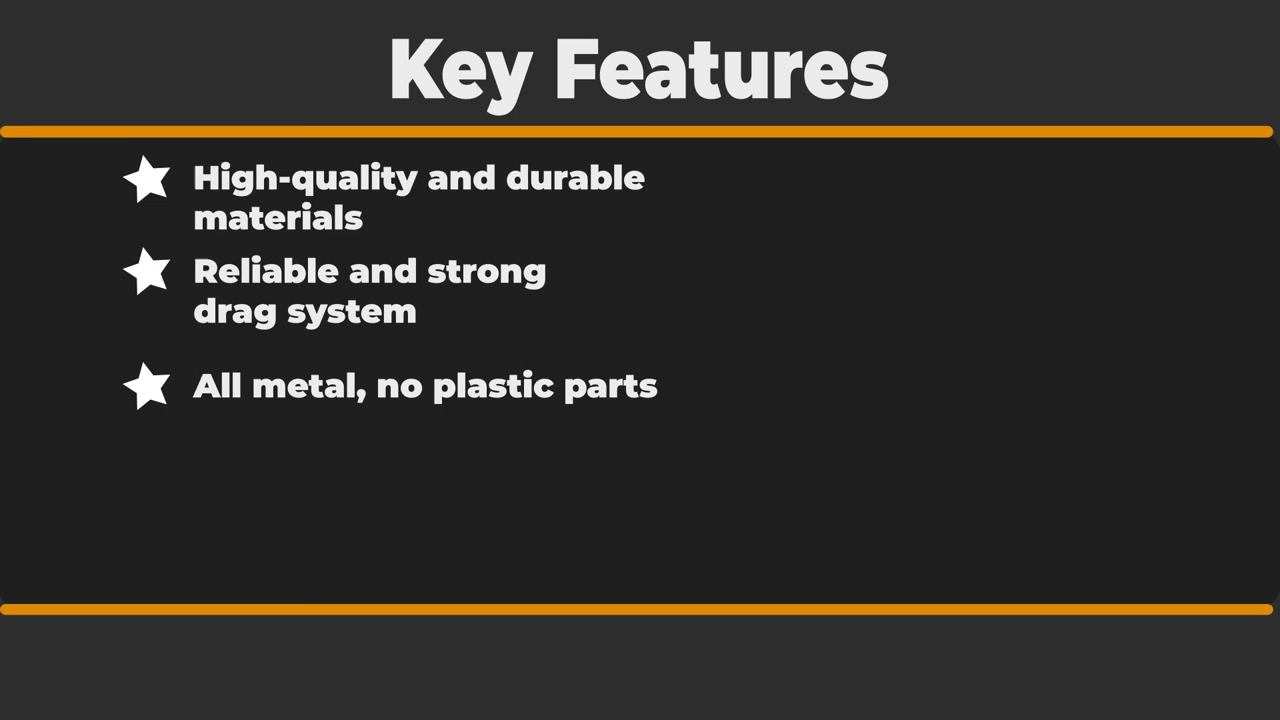 Key Features
High-quality and durable
materials
Reliable and strong
drag system
All metal, no plastic parts